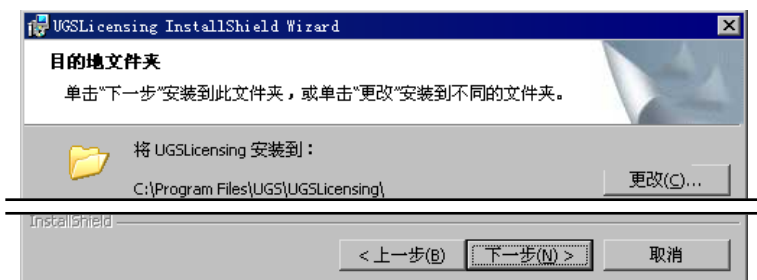 UGSLicensing InstallShield Wizard
目的地文件夹
单击“下一步”安装到此文件夹，或单击“更改”安装到不同的文件夹。
将 UGSLicensing 安装到：
C:\Program Files\UGS\UGSLicensing\
更改(C)...
InstallShield
< 上一步(B)
下一步(N) >
取消